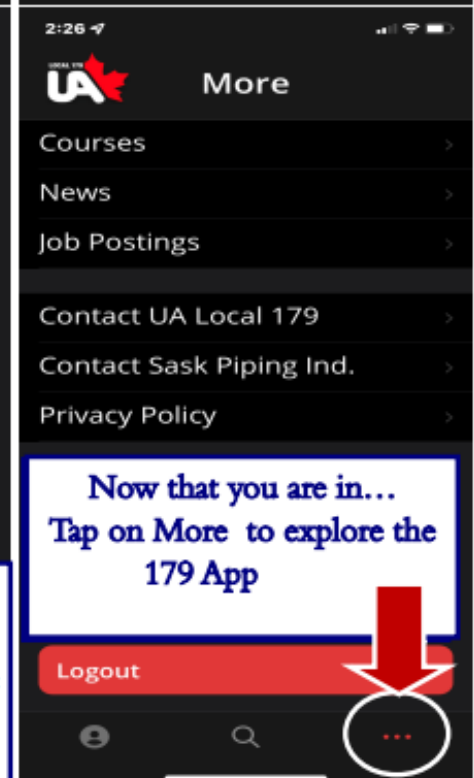 2:26
LOCAL 179
UA
More
Courses
News
Job Postings
Contact UA Local 179
Contact Sask Piping Ind.
Privacy Policy
Now that you are in...
Tap on More to explore the
179 App
Logout